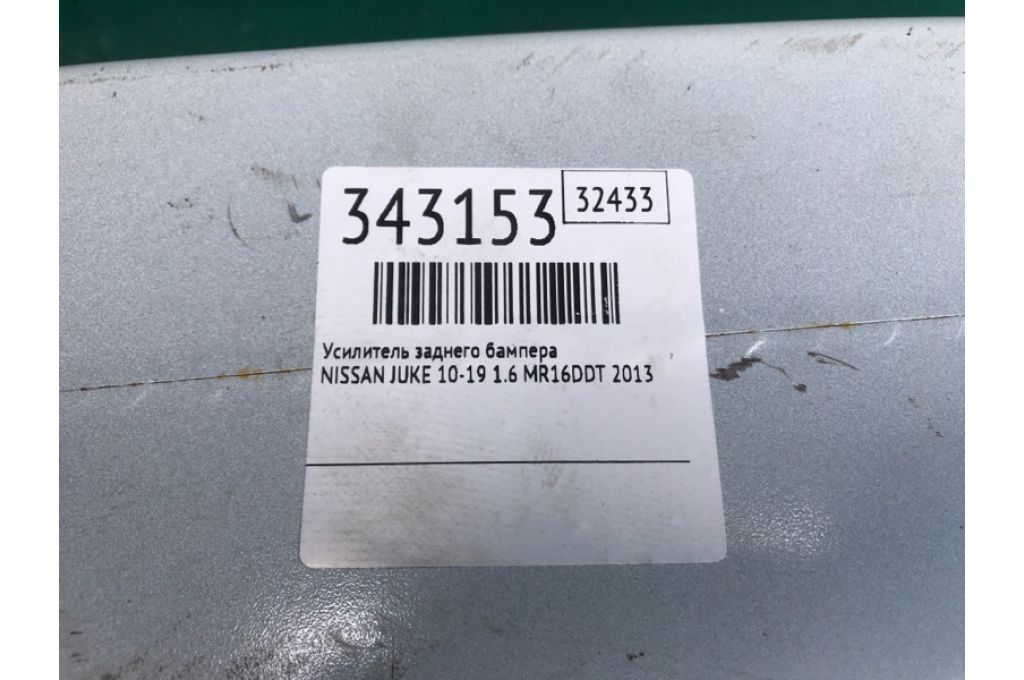 343153
32433
Усилитель заднего бампера
NISSAN JUKE 10-19 1.6 MR16DDT 2013